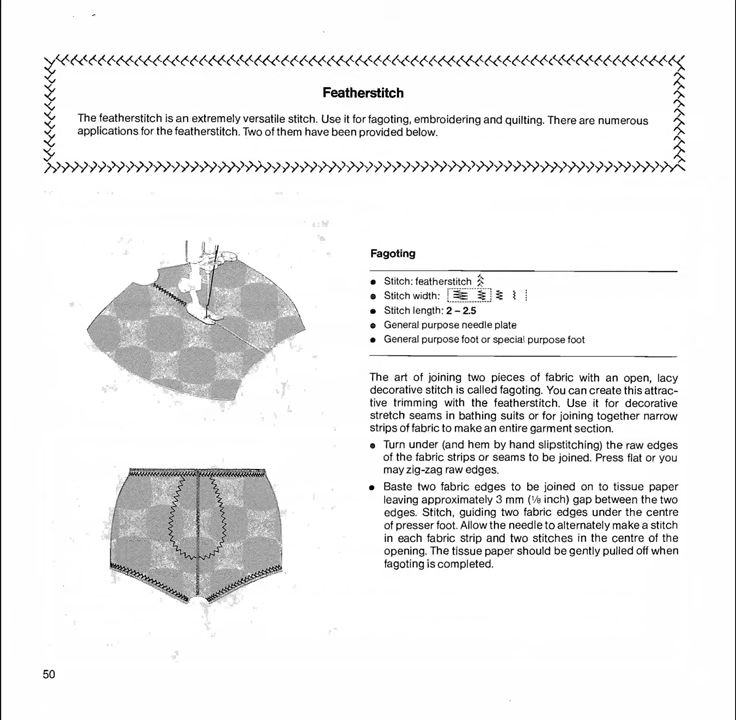 Featherstitch
The featherstitch is an extremely versatile stitch. Use it for fagoting, embroidering and quilting. There are numerous
applications for the featherstitch. Two of them have been provided below.
Fagoting
• Stitch: featherstitch
• Stitch width:
• Stitch length: 2 – 2.5
• General purpose needle plate
• General purpose foot or special purpose foot
The art of joining two pieces of fabric with an open, lacy
decorative stitch is called fagoting. You can create this attrac-
tive trimming with the featherstitch. Use it for decorative
stretch seams in bathing suits or for joining together narrow
strips of fabric to make an entire garment section.
• Turn under (and hem by hand slipstitching) the raw edges
of the fabric strips or seams to be joined. Press flat or you
may zig-zag raw edges.
• Baste two fabric edges to be joined on to tissue paper
leaving approximately 3 mm (⅛ inch) gap between the two
edges. Stitch, guiding two fabric edges under the centre
of presser foot. Allow the needle to alternately make a stitch
in each fabric strip and two stitches in the centre of the
opening. The tissue paper should be gently pulled off when
fagoting is completed.
50